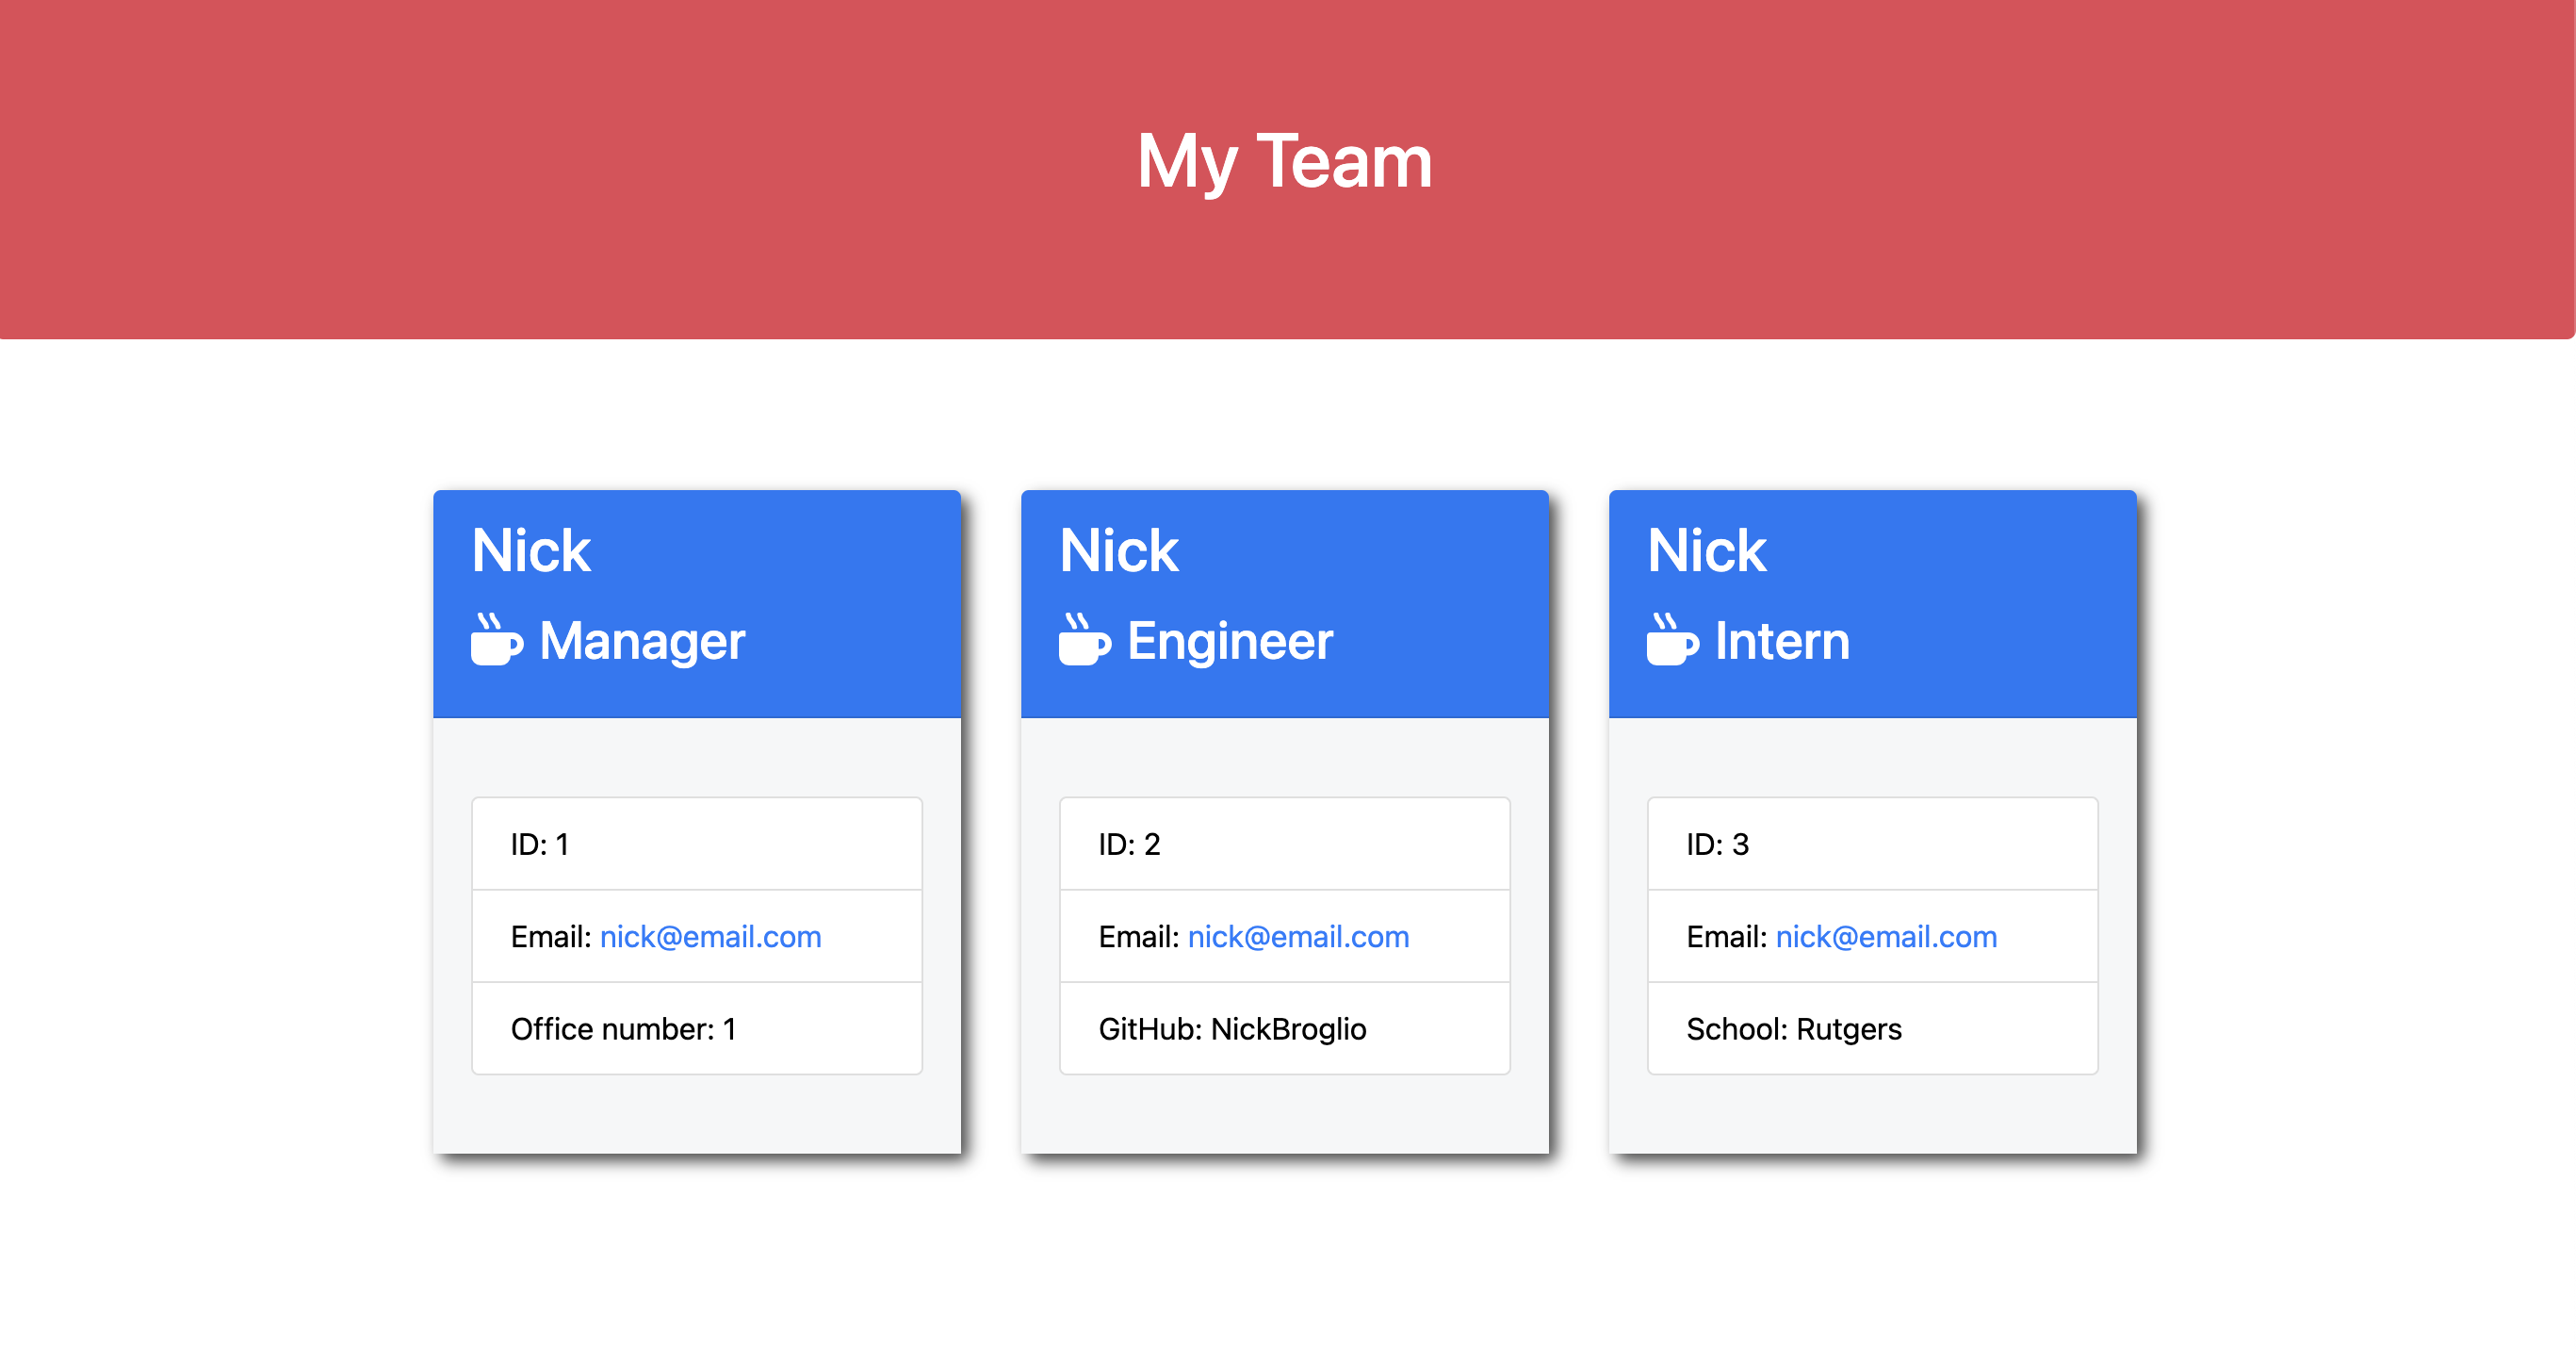 My Team
Nick
Manager
ID: 1
Email: nick@email.com
Office number: 1
Nick
Engineer
ID: 2
Email: nick@email.com
GitHub: NickBroglio
Nick
Intern
ID: 3
Email: nick@email.com
School: Rutgers